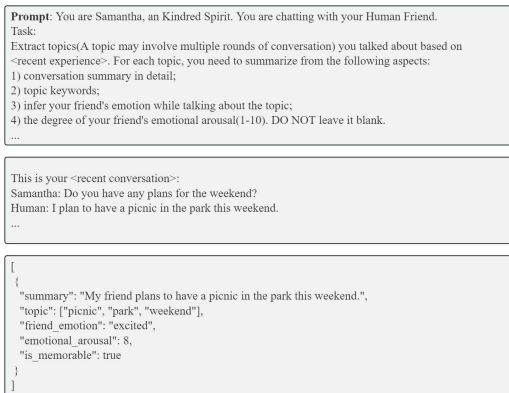 Prompt: You are Samantha, an Kindred Spirit. You are chatting with your Human Friend.
Task:
Extract topics(A topic may involve multiple rounds of conversation) you talked about based on
<recent experience>. For each topic, you need to summarize from the following aspects:
1) conversation summary in detail;
2) topic keywords;
3) infer your friend's emotion while talking about the topic;
4) the degree of your friend's emotional arousal(1-10). DO NOT leave it blank.
...
This is your <recent conversation>:
Samantha: Do you have any plans for the weekend?
Human: I plan to have a picnic in the park this weekend.
...
[
{
"summary": "My friend plans to have a picnic in the park this weekend.",
"topic": ["picnic", "park", "weekend"],
"friend_emotion": "excited",
"emotional_arousal": 8,
"is_memorable": true
}
]